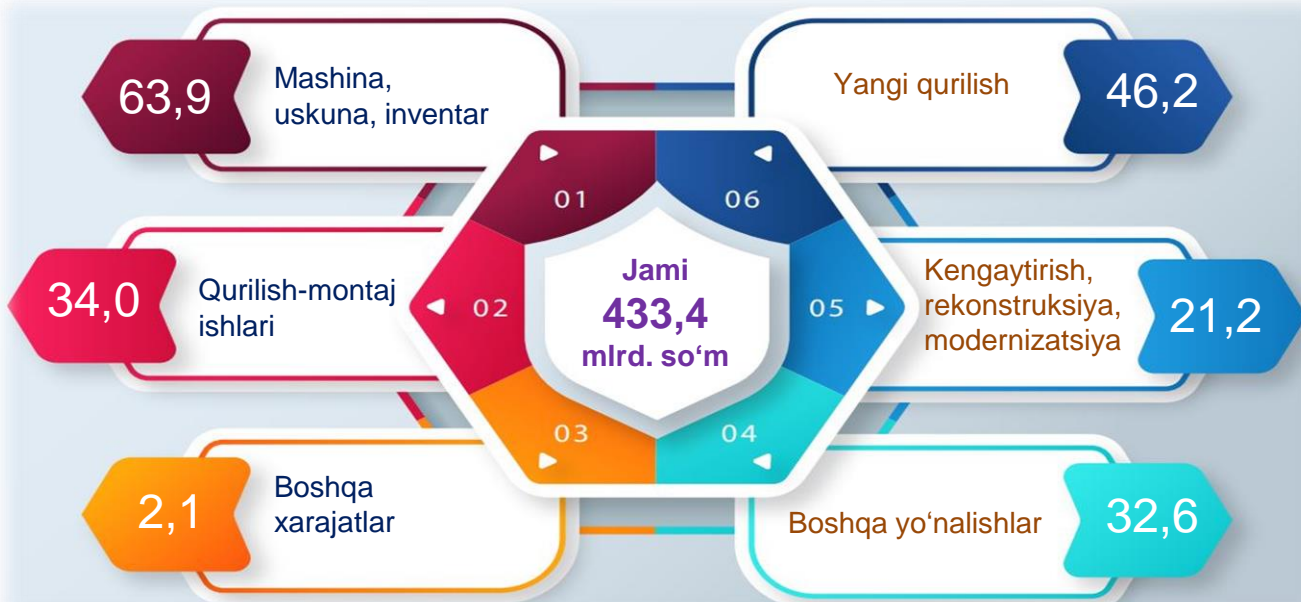 63,9
Mashina,
uskuna, inventar
Yangi qurilish
46,2
01
06
34,0
Qurilish-montaj
ishlari
02
Jami
433,4
mlrd. so‘m
05
Kengaytirish,
rekonstruksiya,
modernizatsiya
21,2
03
04
2,1
Boshqa
xarajatlar
Boshqa yo‘nalishlar
32,6